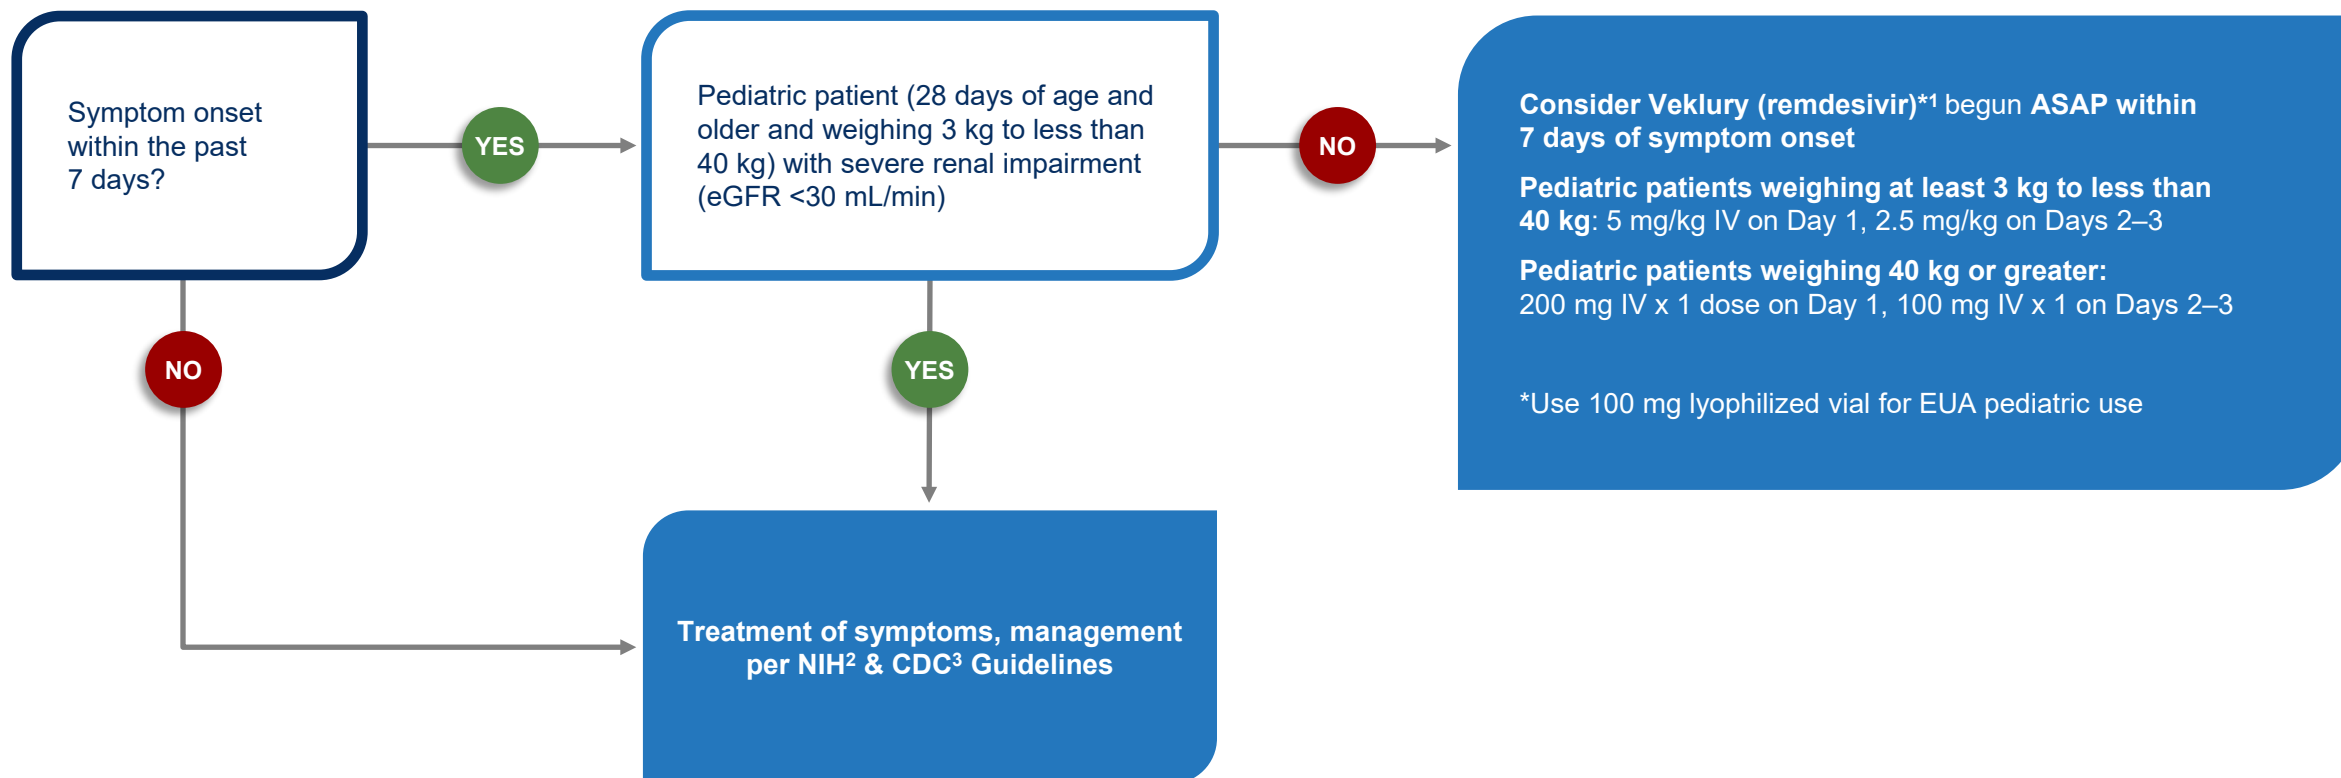 Symptom onset
within the past
7 days?
YES
Pediatric patient (28 days of age and
older and weighing 3 kg to less than
40 kg) with severe renal impairment
(eGFR <30 mL/min)
NO
Consider Veklury (remdesivir)*¹ begun ASAP within
7 days of symptom onset
Pediatric patients weighing at least 3 kg to less than
40 kg: 5 mg/kg IV on Day 1, 2.5 mg/kg on Days 2–3
Pediatric patients weighing 40 kg or greater:
200 mg IV x 1 dose on Day 1, 100 mg IV x 1 on Days 2–3
*Use 100 mg lyophilized vial for EUA pediatric use
NO
YES
Treatment of symptoms, management
per NIH² & CDC³ Guidelines